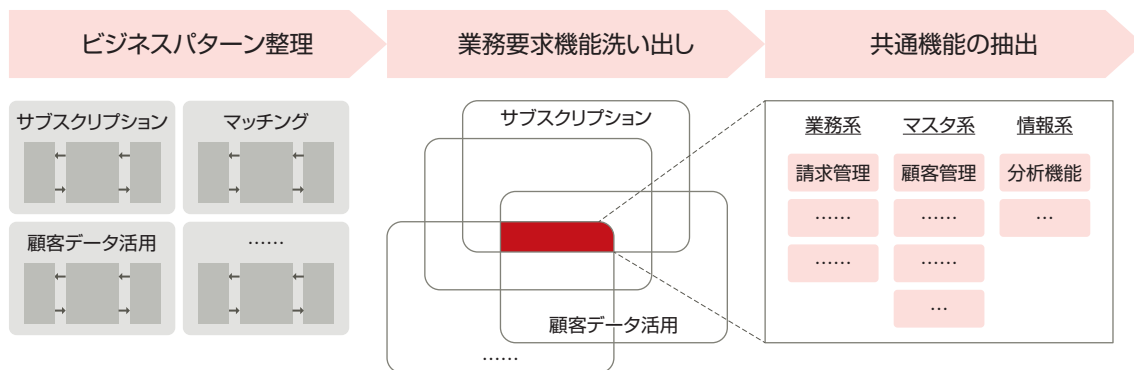 ビジネスパターン整理
業務要求機能洗い出し
共通機能の抽出
サブスクリプション
マッチング
顧客データ活用
……
サブスクリプション
顧客データ活用
……
業務系
マスタ系
情報系
請求管理
顧客管理
分析機能
……
……
…
……
……
…